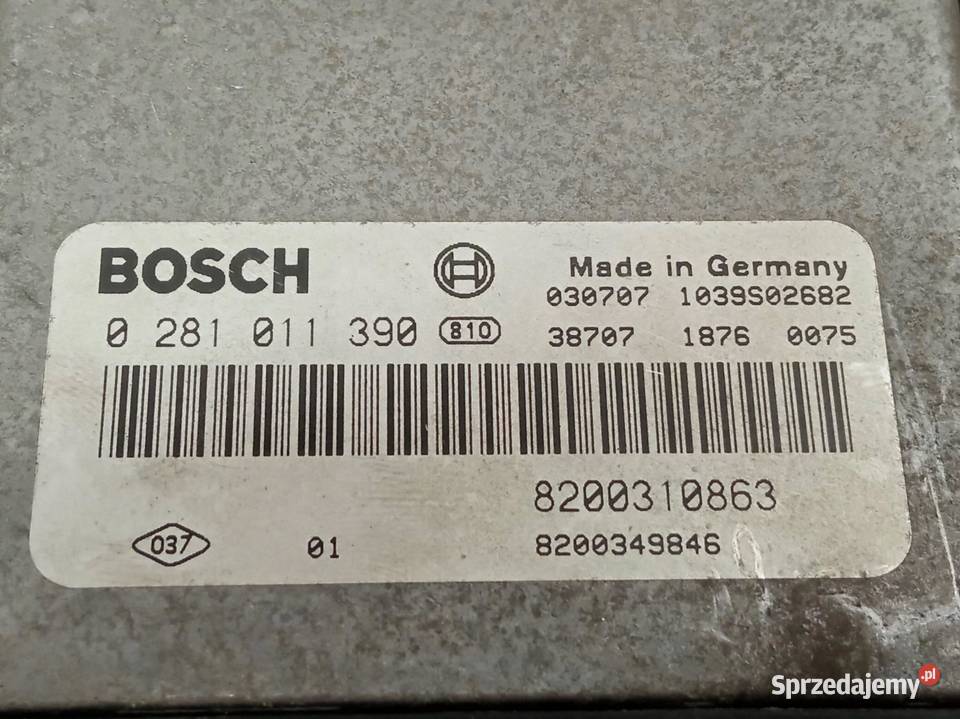 BOSCH
Made in Germany
030707 1039S02682
0 281 011 390 810 38707 1876 0075
8200310863
037 01 8200349846
Sprzedajemy.pl